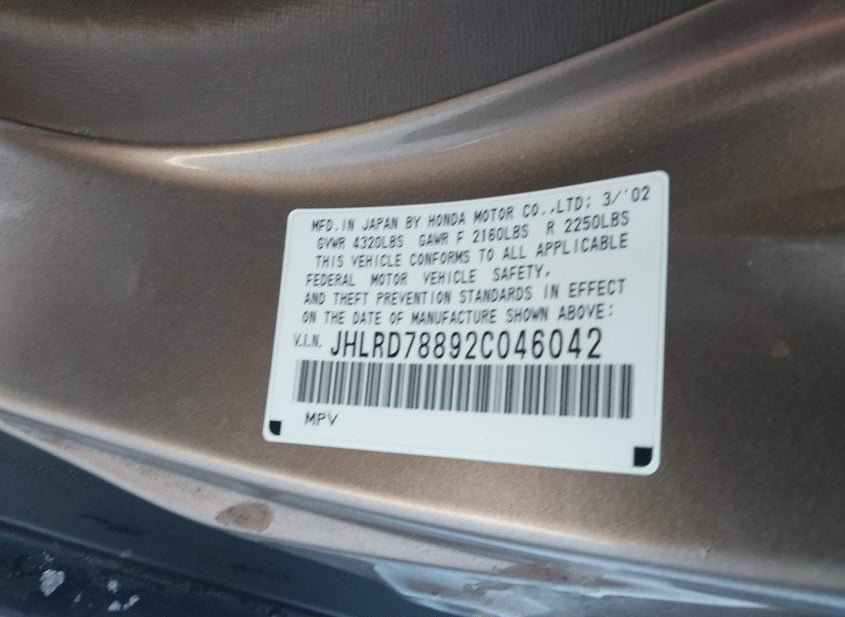 MFD. IN JAPAN BY HONDA MOTOR CO.,LTD; 3/'02
GVWR 4320LBS GAWR F 2160LBS R 2250LBS
THIS VEHICLE CONFORMS TO ALL APPLICABLE
FEDERAL MOTOR VEHICLE SAFETY,
AND THEFT PREVENTION STANDARDS IN EFFECT
ON THE DATE OF MANUFACTURE SHOWN ABOVE:
V.I.N. JHLRD78892C046042
MPV